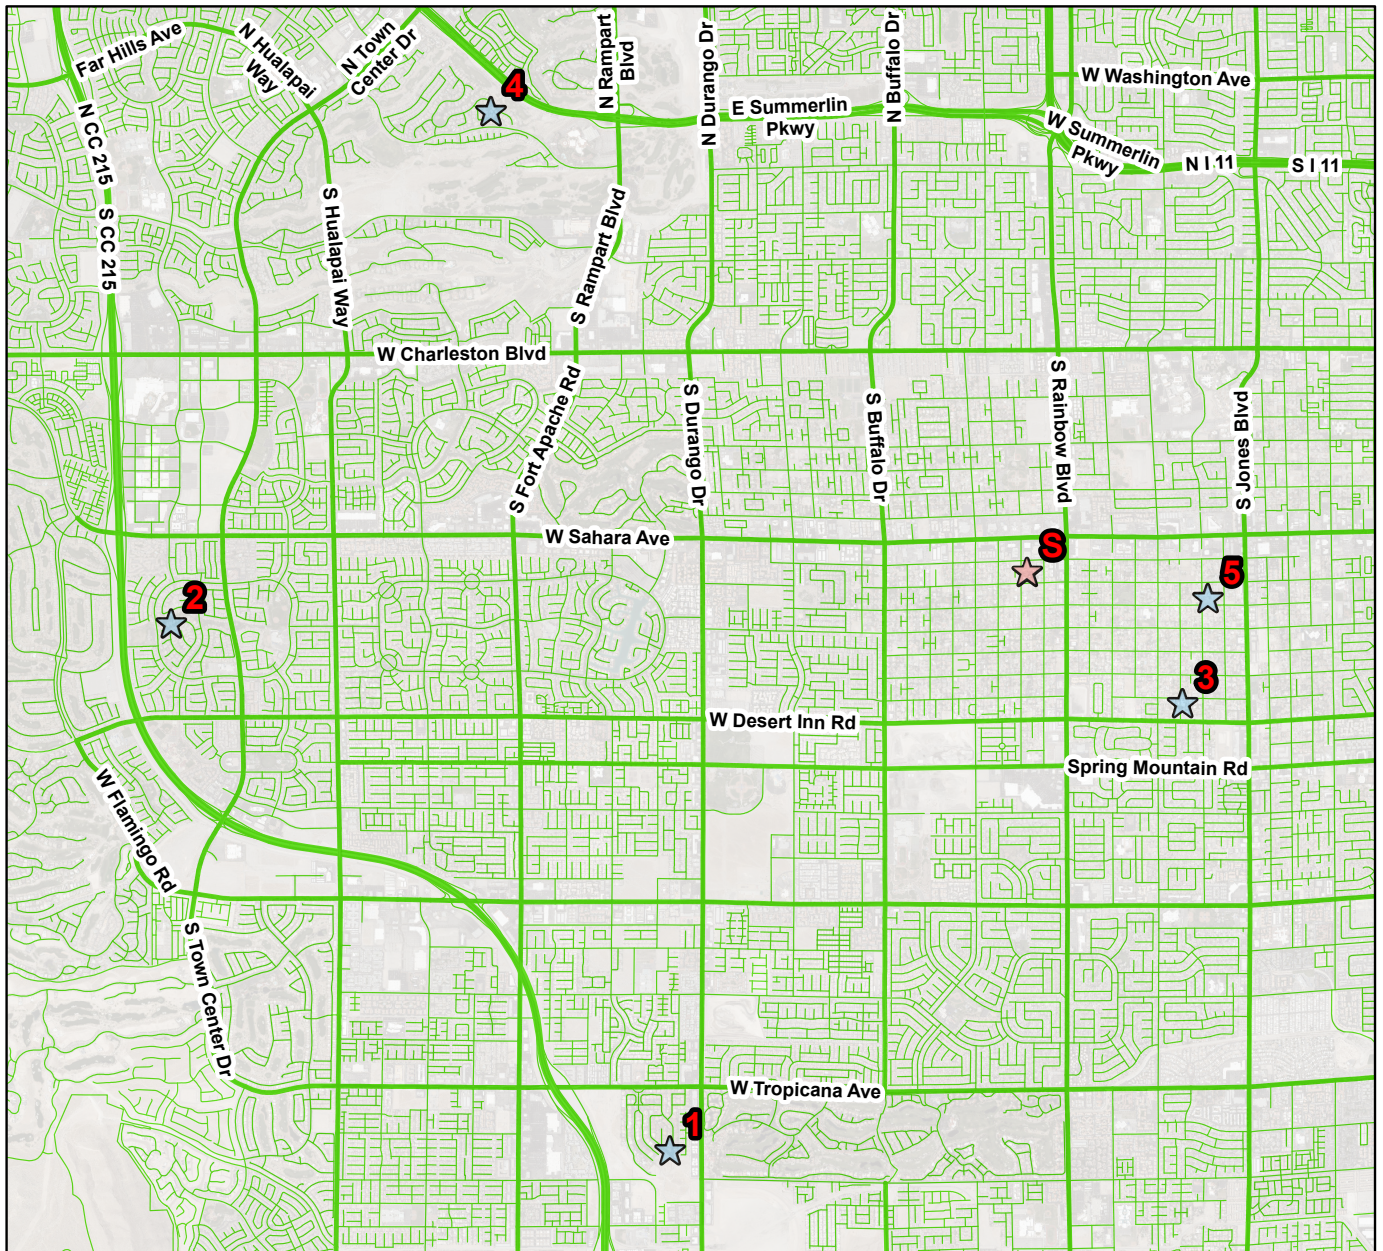 Far Hills Ave
N Hualapai
Way
N Town
Center Dr
4
N Rampart
Blvd
N Durango Dr
E Summerlin
Pkwy
N Buffalo Dr
W Washington Ave
W Summerlin
Pkwy
N I 11
S I 11
N CC 215
S CC 215
S Hualapai Way
S Rampart Blvd
W Charleston Blvd
S Fort Apache Rd
S Durango Dr
S Buffalo Dr
S Rainbow Blvd
S Jones Blvd
W Sahara Ave
S
5
2
3
W Desert Inn Rd
Spring Mountain Rd
W Flamingo Rd
S Town Center Dr
W Tropicana Ave
1